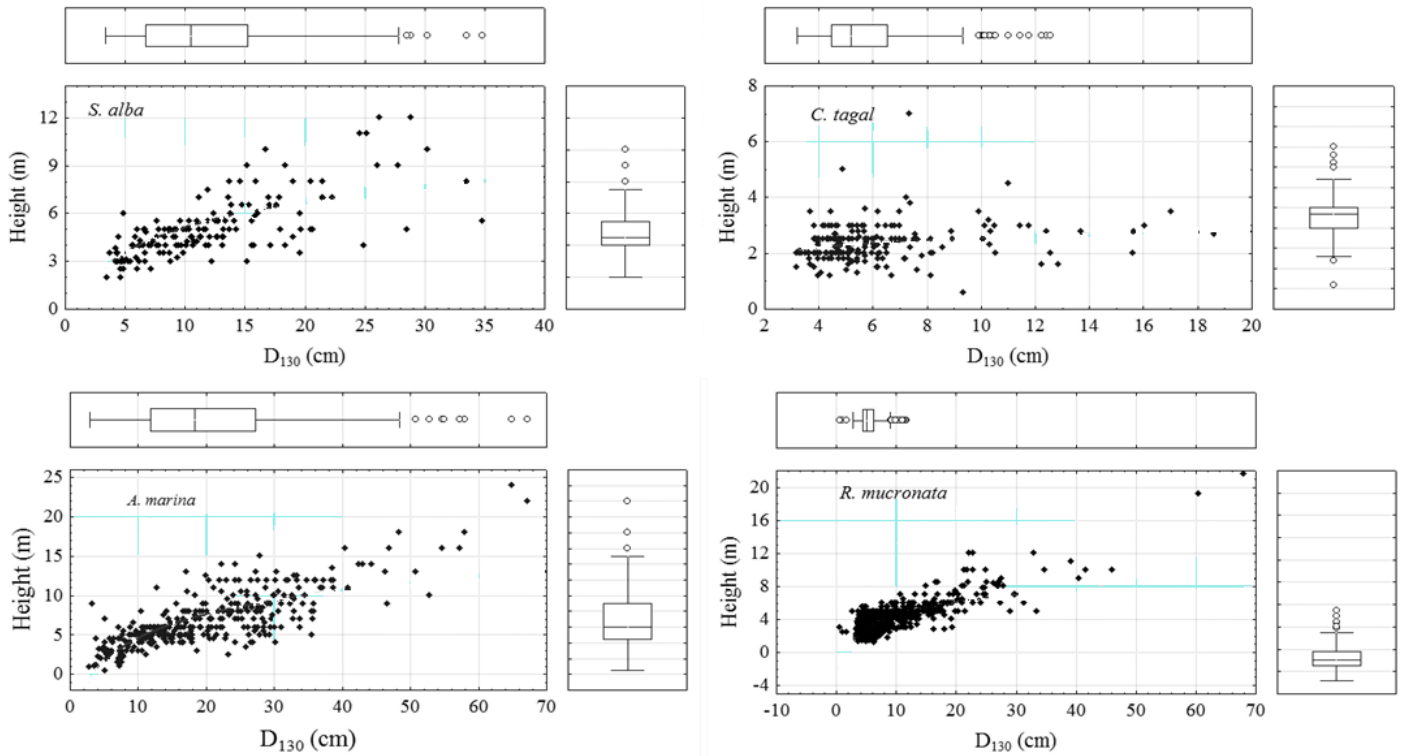 S. alba
12
9
6
3
0
Height (m)
0 5 10 15 20 25 30 35 40
D130 (cm)
C. tagal
8
6
4
2
0
Height (m)
2 4 6 8 10 12 14 16 18 20
D130 (cm)
A. marina
25
20
15
10
5
0
Height (m)
0 10 20 30 40 50 60 70
D130 (cm)
R. mucronata
20
16
12
8
4
0
-4
Height (m)
-10 0 10 20 30 40 50 60 70
D130 (cm)